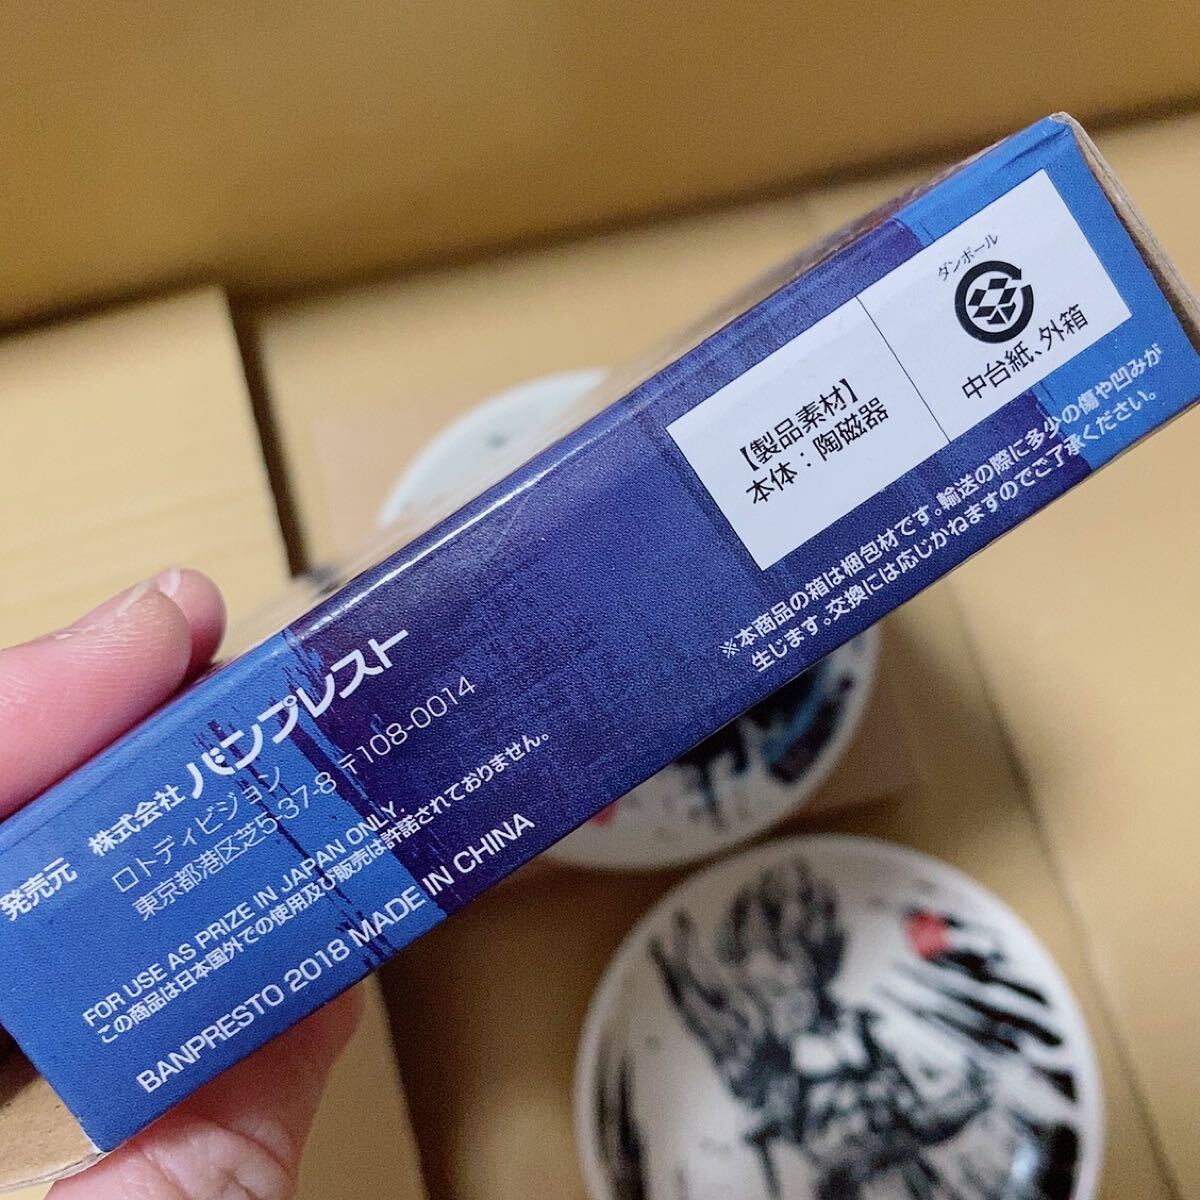 ダンボール
中台紙、外箱
【製品素材】
本体：陶磁器
※本商品の箱は梱包材です。輸送の際に多少の傷や凹みが
生じます。交換には応じかねますのでご了承ください。
発売元 株式会社 バンプレスト
ロトディビジョン
東京都港区芝5-37-8 〒108-0014
FOR USE AS PRIZE IN JAPAN ONLY.
この商品は日本国外での使用及び販売は許諾されておりません。
BANPRESTO 2018 MADE IN CHINA